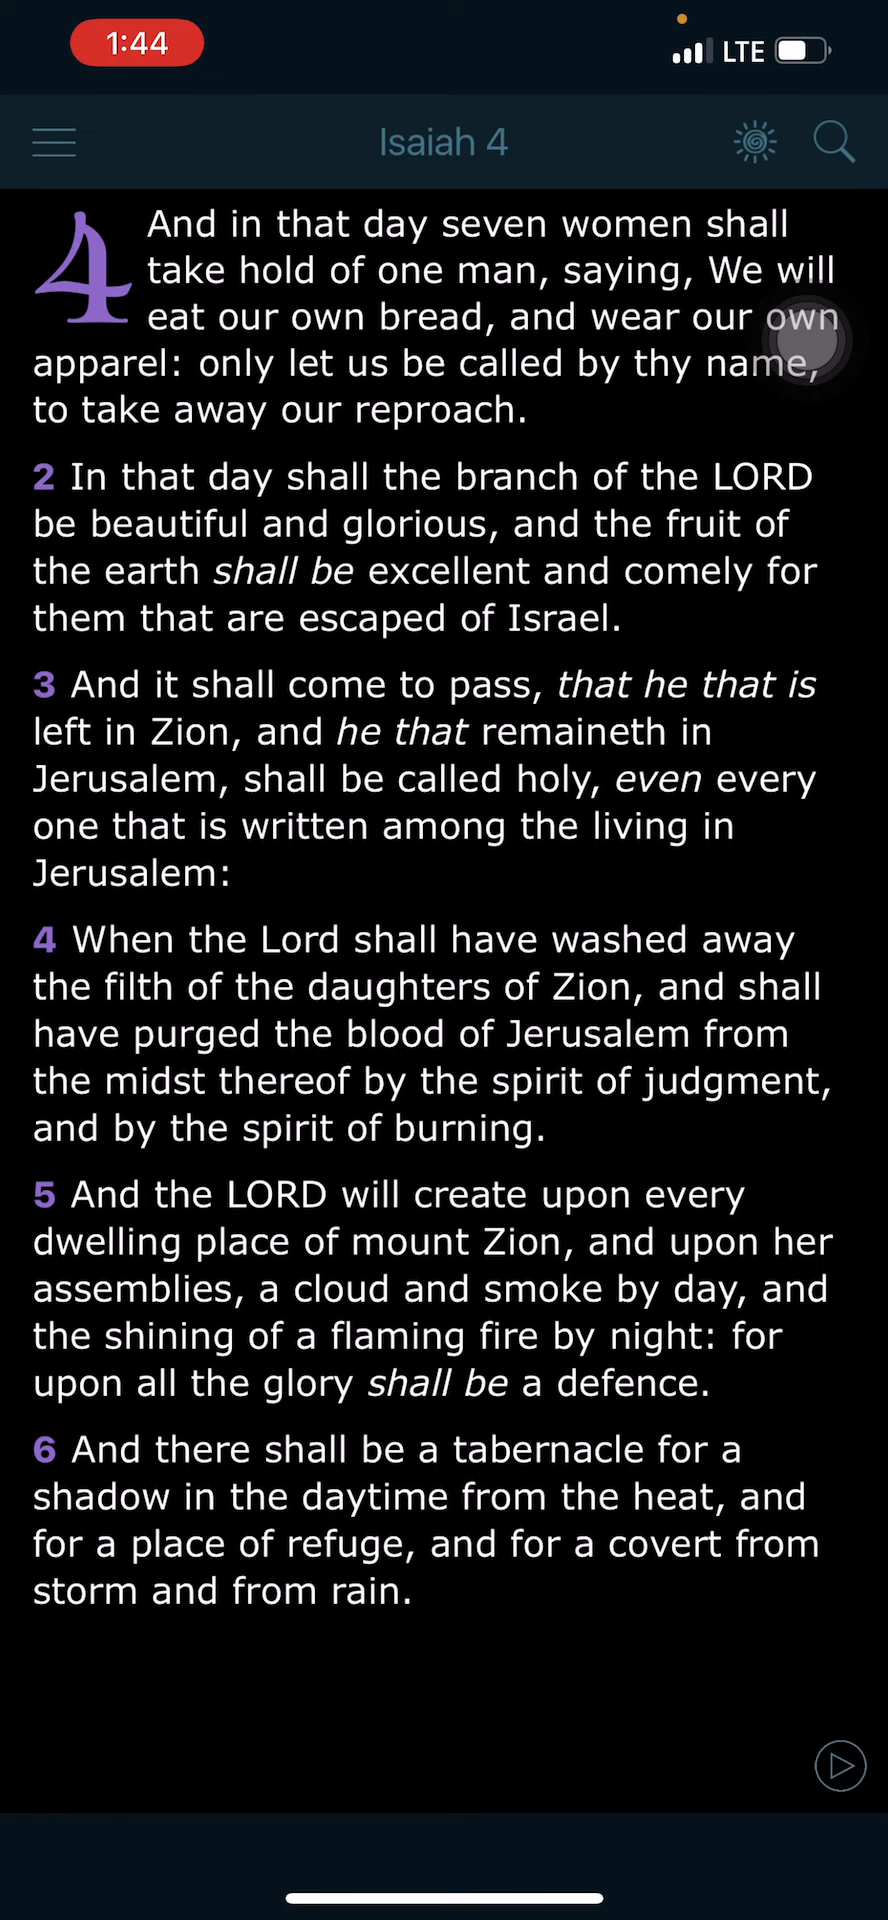 1:44
LTE
Isaiah 4
4 And in that day seven women shall
take hold of one man, saying, We will
eat our own bread, and wear our own
apparel: only let us be called by thy name,
to take away our reproach.
2 In that day shall the branch of the LORD
be beautiful and glorious, and the fruit of
the earth shall be excellent and comely for
them that are escaped of Israel.
3 And it shall come to pass, that he that is
left in Zion, and he that remaineth in
Jerusalem, shall be called holy, even every
one that is written among the living in
Jerusalem:
4 When the Lord shall have washed away
the filth of the daughters of Zion, and shall
have purged the blood of Jerusalem from
the midst thereof by the spirit of judgment,
and by the spirit of burning.
5 And the LORD will create upon every
dwelling place of mount Zion, and upon her
assemblies, a cloud and smoke by day, and
the shining of a flaming fire by night: for
upon all the glory shall be a defence.
6 And there shall be a tabernacle for a
shadow in the daytime from the heat, and
for a place of refuge, and for a covert from
storm and from rain.